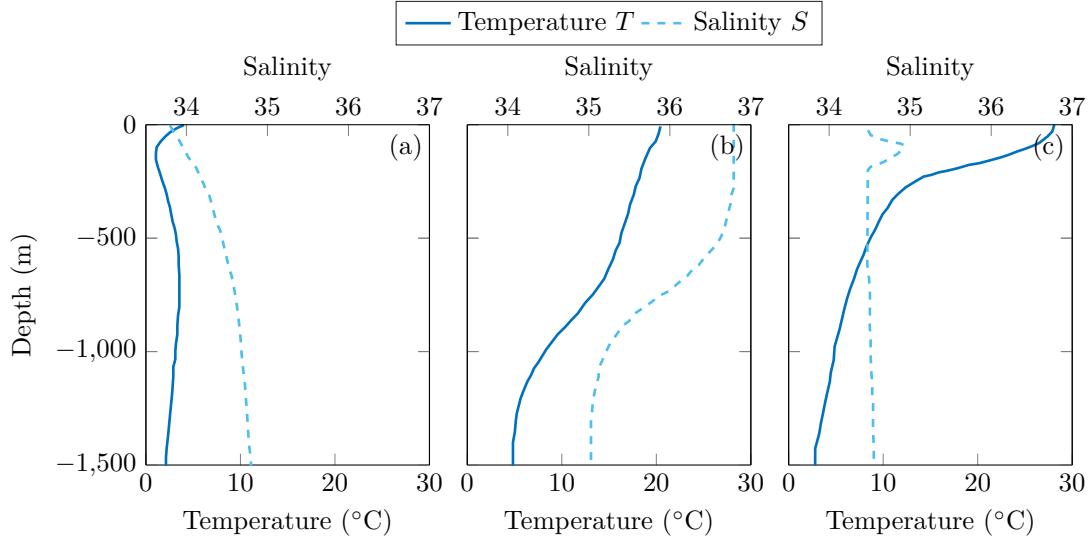 Temperature T Salinity S
Salinity Salinity Salinity
34 35 36 37 34 35 36 37 34 35 36 37
0
(a) (b) (c)
−500
−1,000
−1,500
Depth (m)
0 10 20 30 0 10 20 30 0 10 20 30
Temperature (°C) Temperature (°C) Temperature (°C)